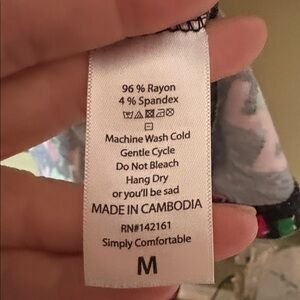 96 % Rayon
4 % Spandex
Machine Wash Cold
Gentle Cycle
Do Not Bleach
Hang Dry
or you'll be sad
MADE IN CAMBODIA
RN#142161
Simply Comfortable
M